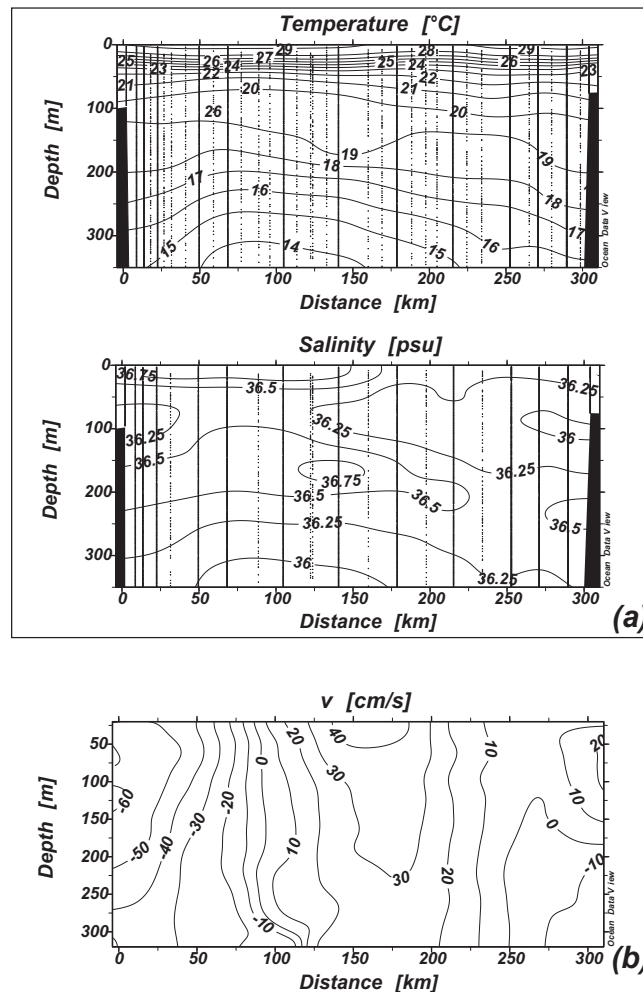 Temperature [°C]
0
29 28 29
25 26 27 25 26
23 24 24 23
22 22
21 20 21
100
26 20
19 19
200
18
17 18
16 16 17
300
15 14 15
0 50 100 150 200 250 300
Depth [m]
Distance [km]
Ocean Data View
Salinity [psu]
0
36.75 36.5 36.25
100
36.25 36.25 36
36.5 36.75 36.25
200
36.5 36.5 36.5
36.25
300
36 36.25
0 50 100 150 200 250 300
Depth [m]
Distance [km]
Ocean Data View
(a)
v [cm/s]
20 40 10 20
50
0
30
100
-60 -20 10
-30
150
10 0
-50 -40
200
30 20 -10
250
-10
300
0 50 100 150 200 250 300
Depth [m]
Distance [km]
Ocean Data View
(b)